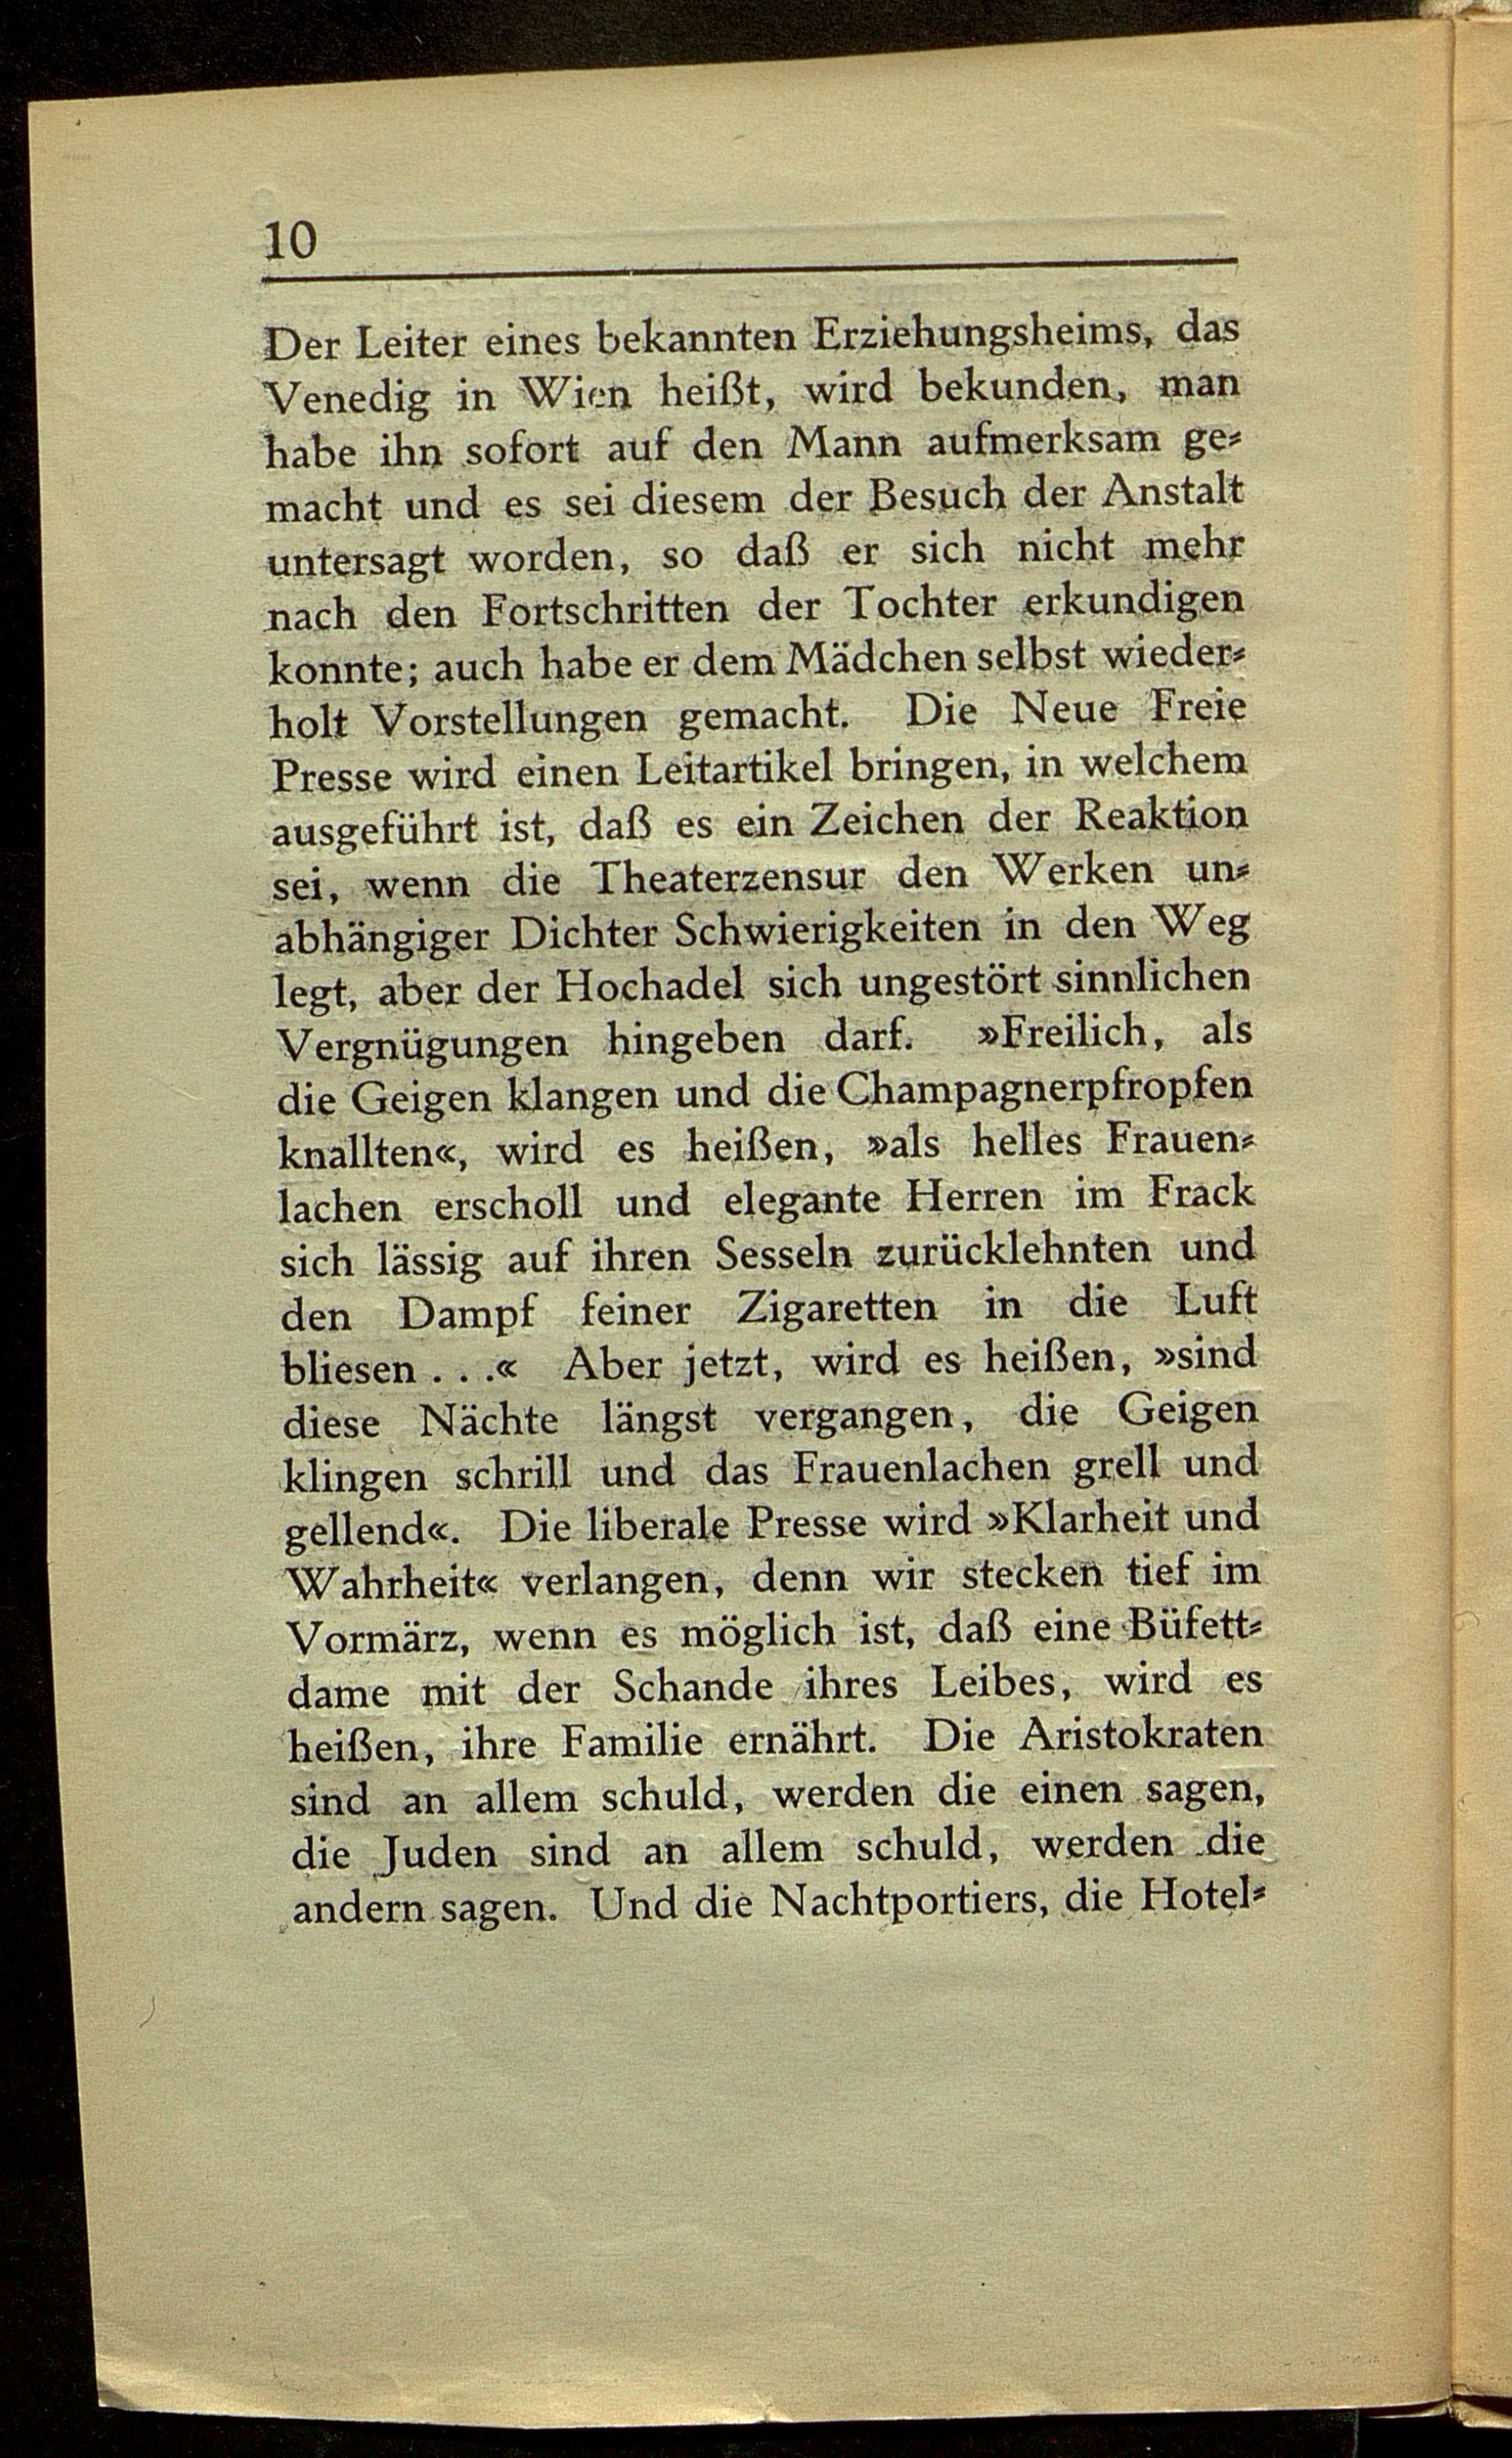 10
Der Leiter eines bekannten Erziehungsheims, das
Venedig in Wien heißt, wird bekunden, man
habe ihn sofort auf den Mann aufmerksam ge⸗
macht und es sei diesem der Besuch der Anstalt
untersagt worden, so daß er sich nicht mehr
nach den Fortschritten der Tochter erkundigen
konnte; auch habe er dem Mädchen selbst wieder⸗
holt Vorstellungen gemacht. Die Neue Freie
Presse wird einen Leitartikel bringen, in welchem
ausgeführt ist, daß es ein Zeichen der Reaktion
sei, wenn die Theaterzensur den Werken un⸗
abhängiger Dichter Schwierigkeiten in den Weg
legt, aber der Hochadel sich ungestört sinnlichen
Vergnügungen hingeben darf. »Freilich, als
die Geigen klangen und die Champagnerpfropfen
knallten«, wird es heißen, »als helles Frauen⸗
lachen erscholl und elegante Herren im Frack
sich lässig auf ihren Sesseln zurücklehnten und
den Dampf feiner Zigaretten in die Luft
bliesen . . .« Aber jetzt, wird es heißen, »sind
diese Nächte längst vergangen, die Geigen
klingen schrill und das Frauenlachen grell und
gellend«. Die liberale Presse wird »Klarheit und
Wahrheit« verlangen, denn wir stecken tief im
Vormärz, wenn es möglich ist, daß eine Büfett⸗
dame mit der Schande ihres Leibes, wird es
heißen, ihre Familie ernährt. Die Aristokraten
sind an allem schuld, werden die einen sagen,
die Juden sind an allem schuld, werden die
andern sagen. Und die Nachtportiers, die Hotel⸗